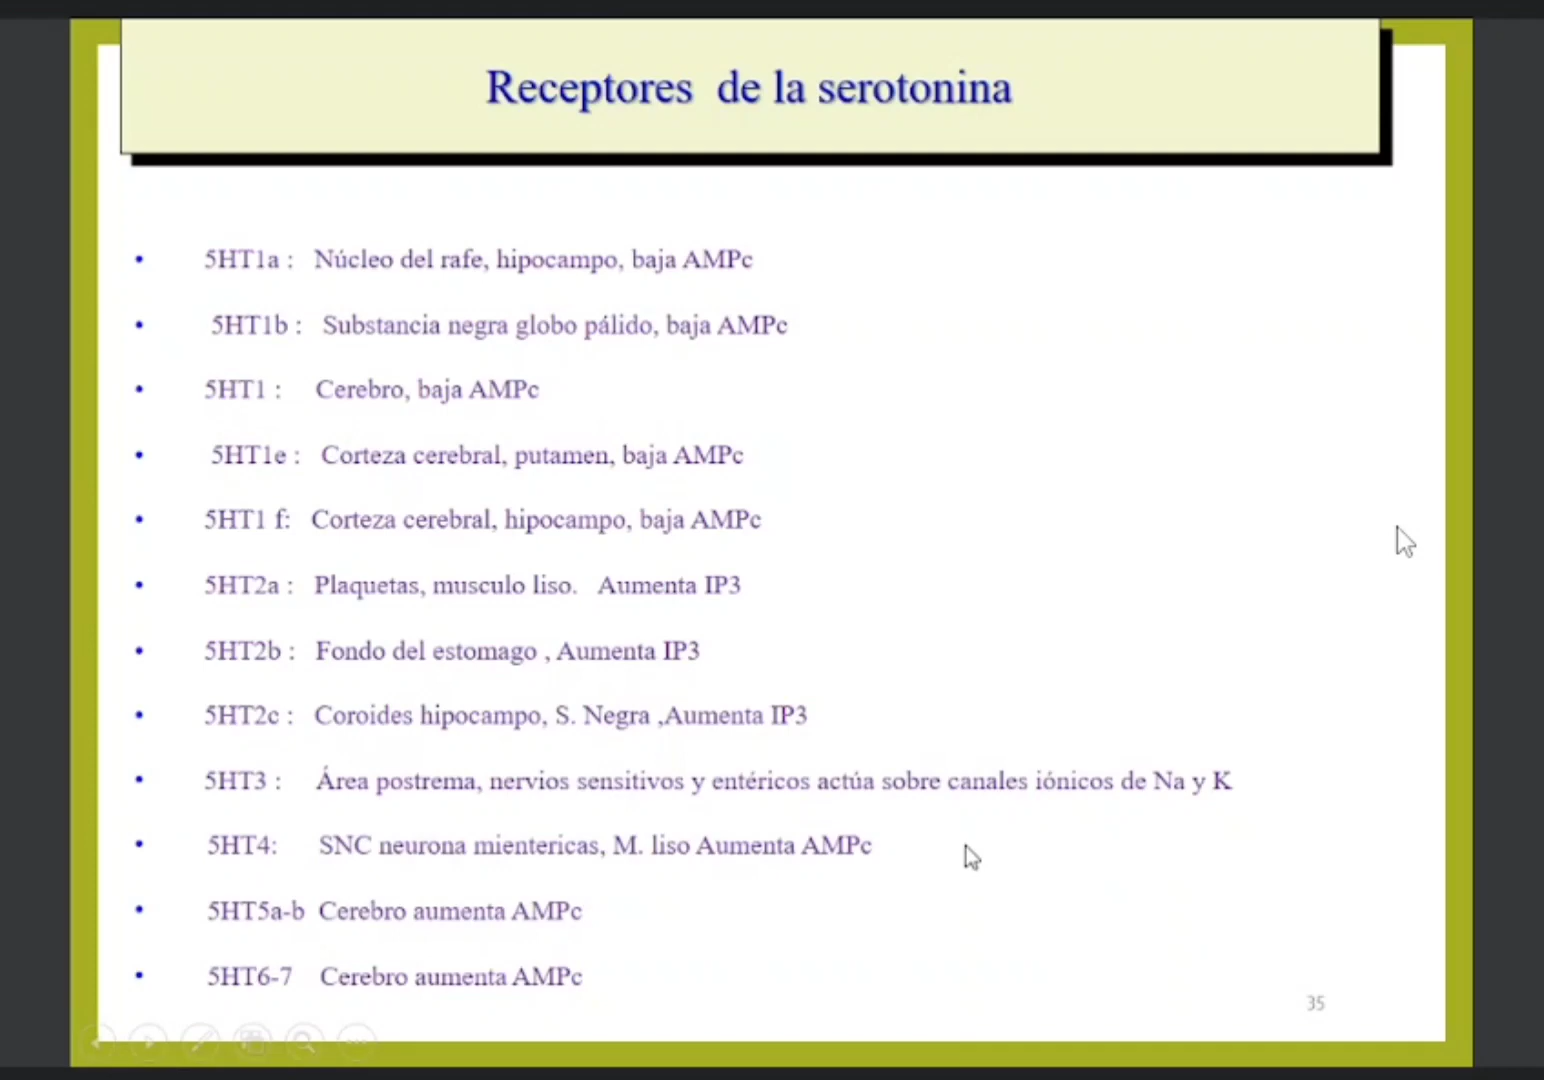 Receptores de la serotonina
• 5HT1a : Núcleo del rafe, hipocampo, baja AMPc
• 5HT1b : Substancia negra globo pálido, baja AMPc
• 5HT1 : Cerebro, baja AMPc
• 5HT1e : Corteza cerebral, putamen, baja AMPc
• 5HT1 f: Corteza cerebral, hipocampo, baja AMPc
• 5HT2a : Plaquetas, musculo liso. Aumenta IP3
• 5HT2b : Fondo del estomago , Aumenta IP3
• 5HT2c : Coroides hipocampo, S. Negra ,Aumenta IP3
• 5HT3 : Área postrema, nervios sensitivos y entéricos actúa sobre canales iónicos de Na y K
• 5HT4: SNC neurona mientericas, M. liso Aumenta AMPc
• 5HT5a-b Cerebro aumenta AMPc
• 5HT6-7 Cerebro aumenta AMPc
35